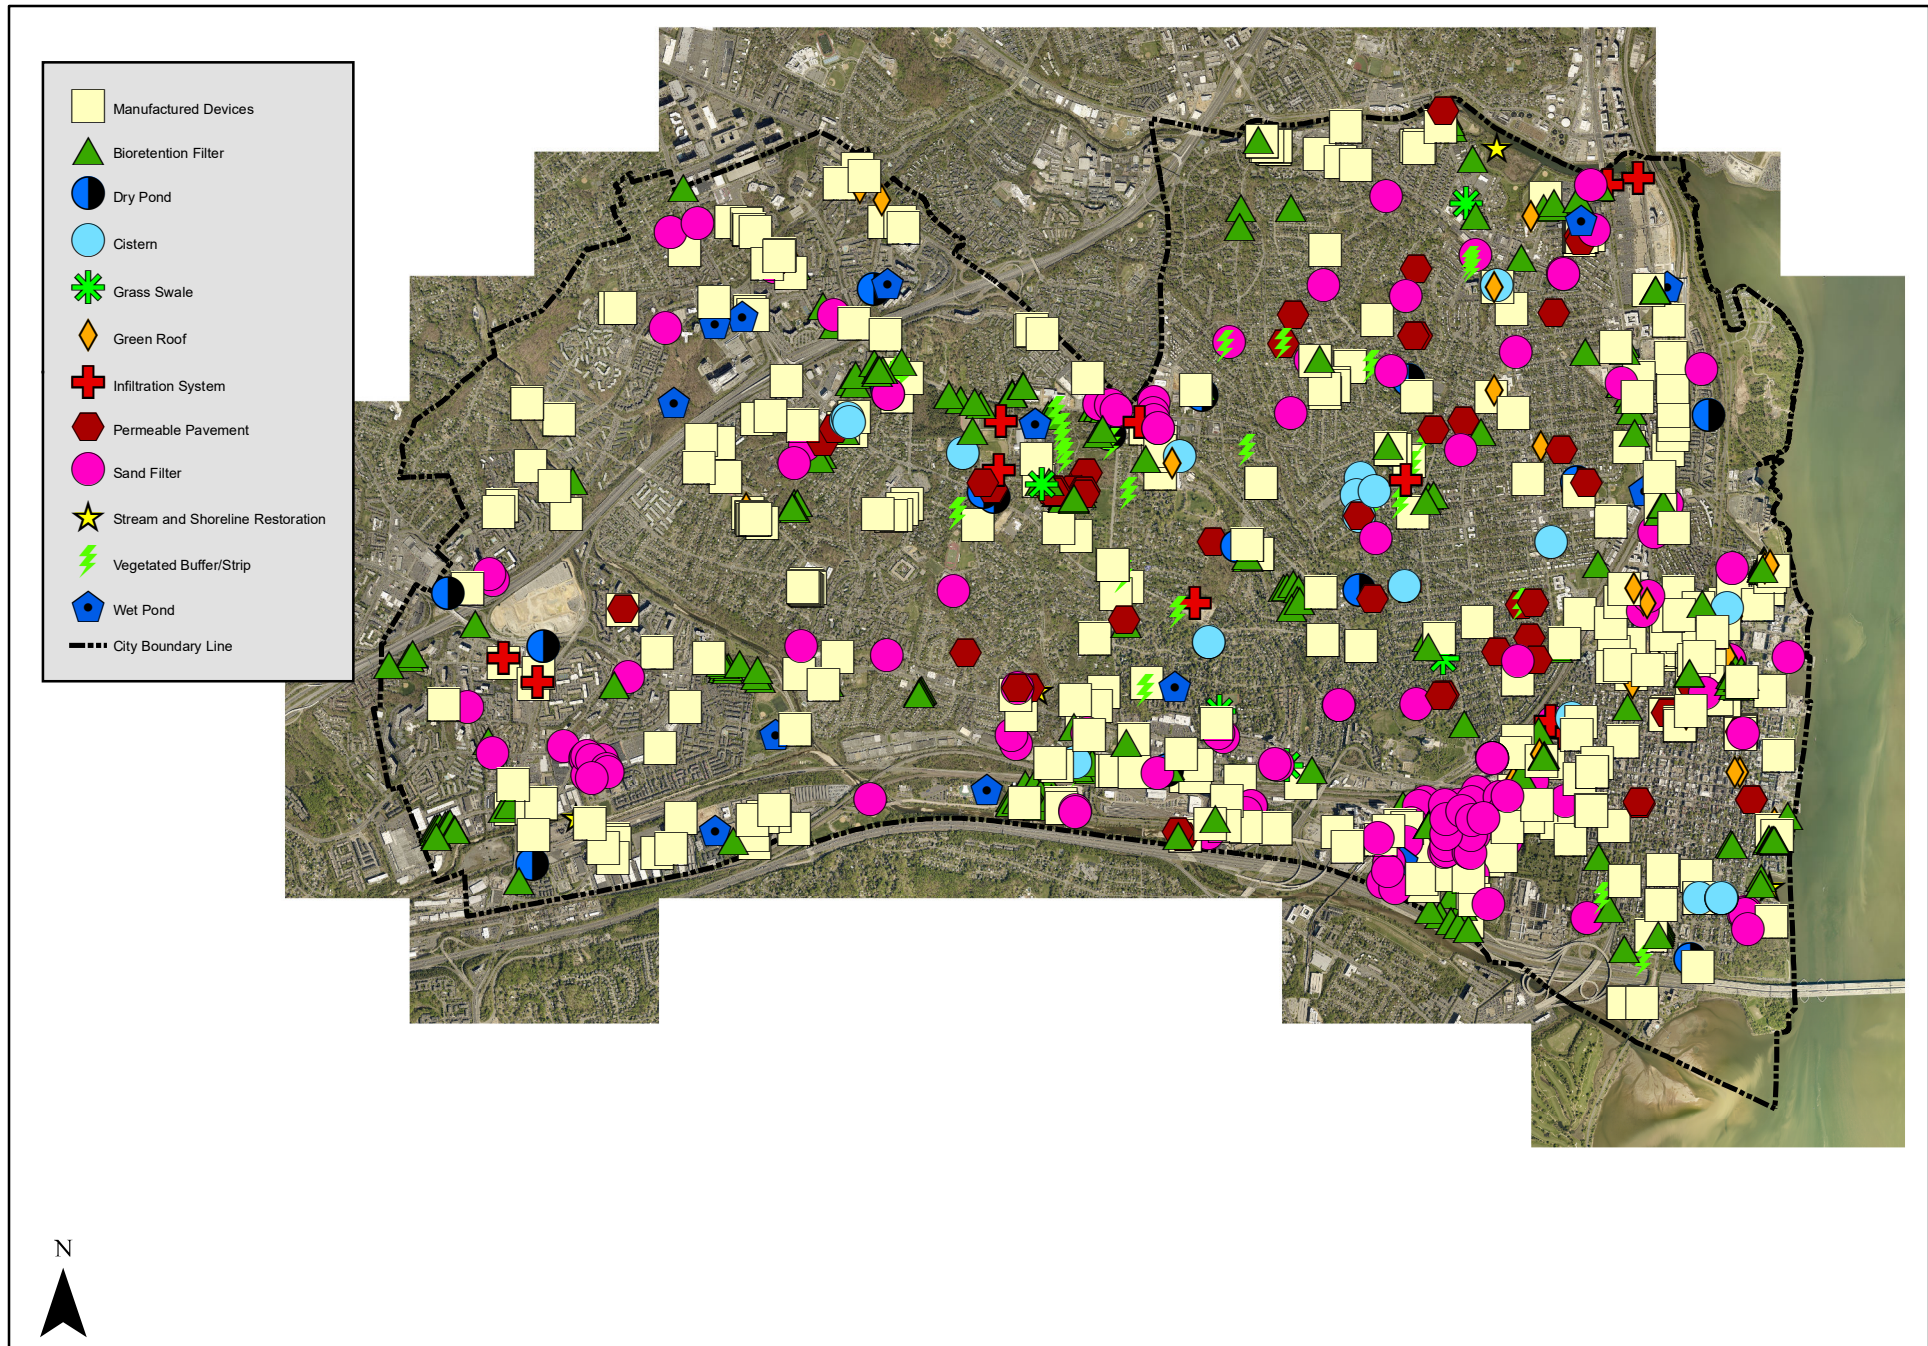 Manufactured Devices
Bioretention Filter
Dry Pond
Cistern
Grass Swale
Green Roof
Infiltration System
Permeable Pavement
Sand Filter
Stream and Shoreline Restoration
Vegetated Buffer/Strip
Wet Pond
City Boundary Line
N